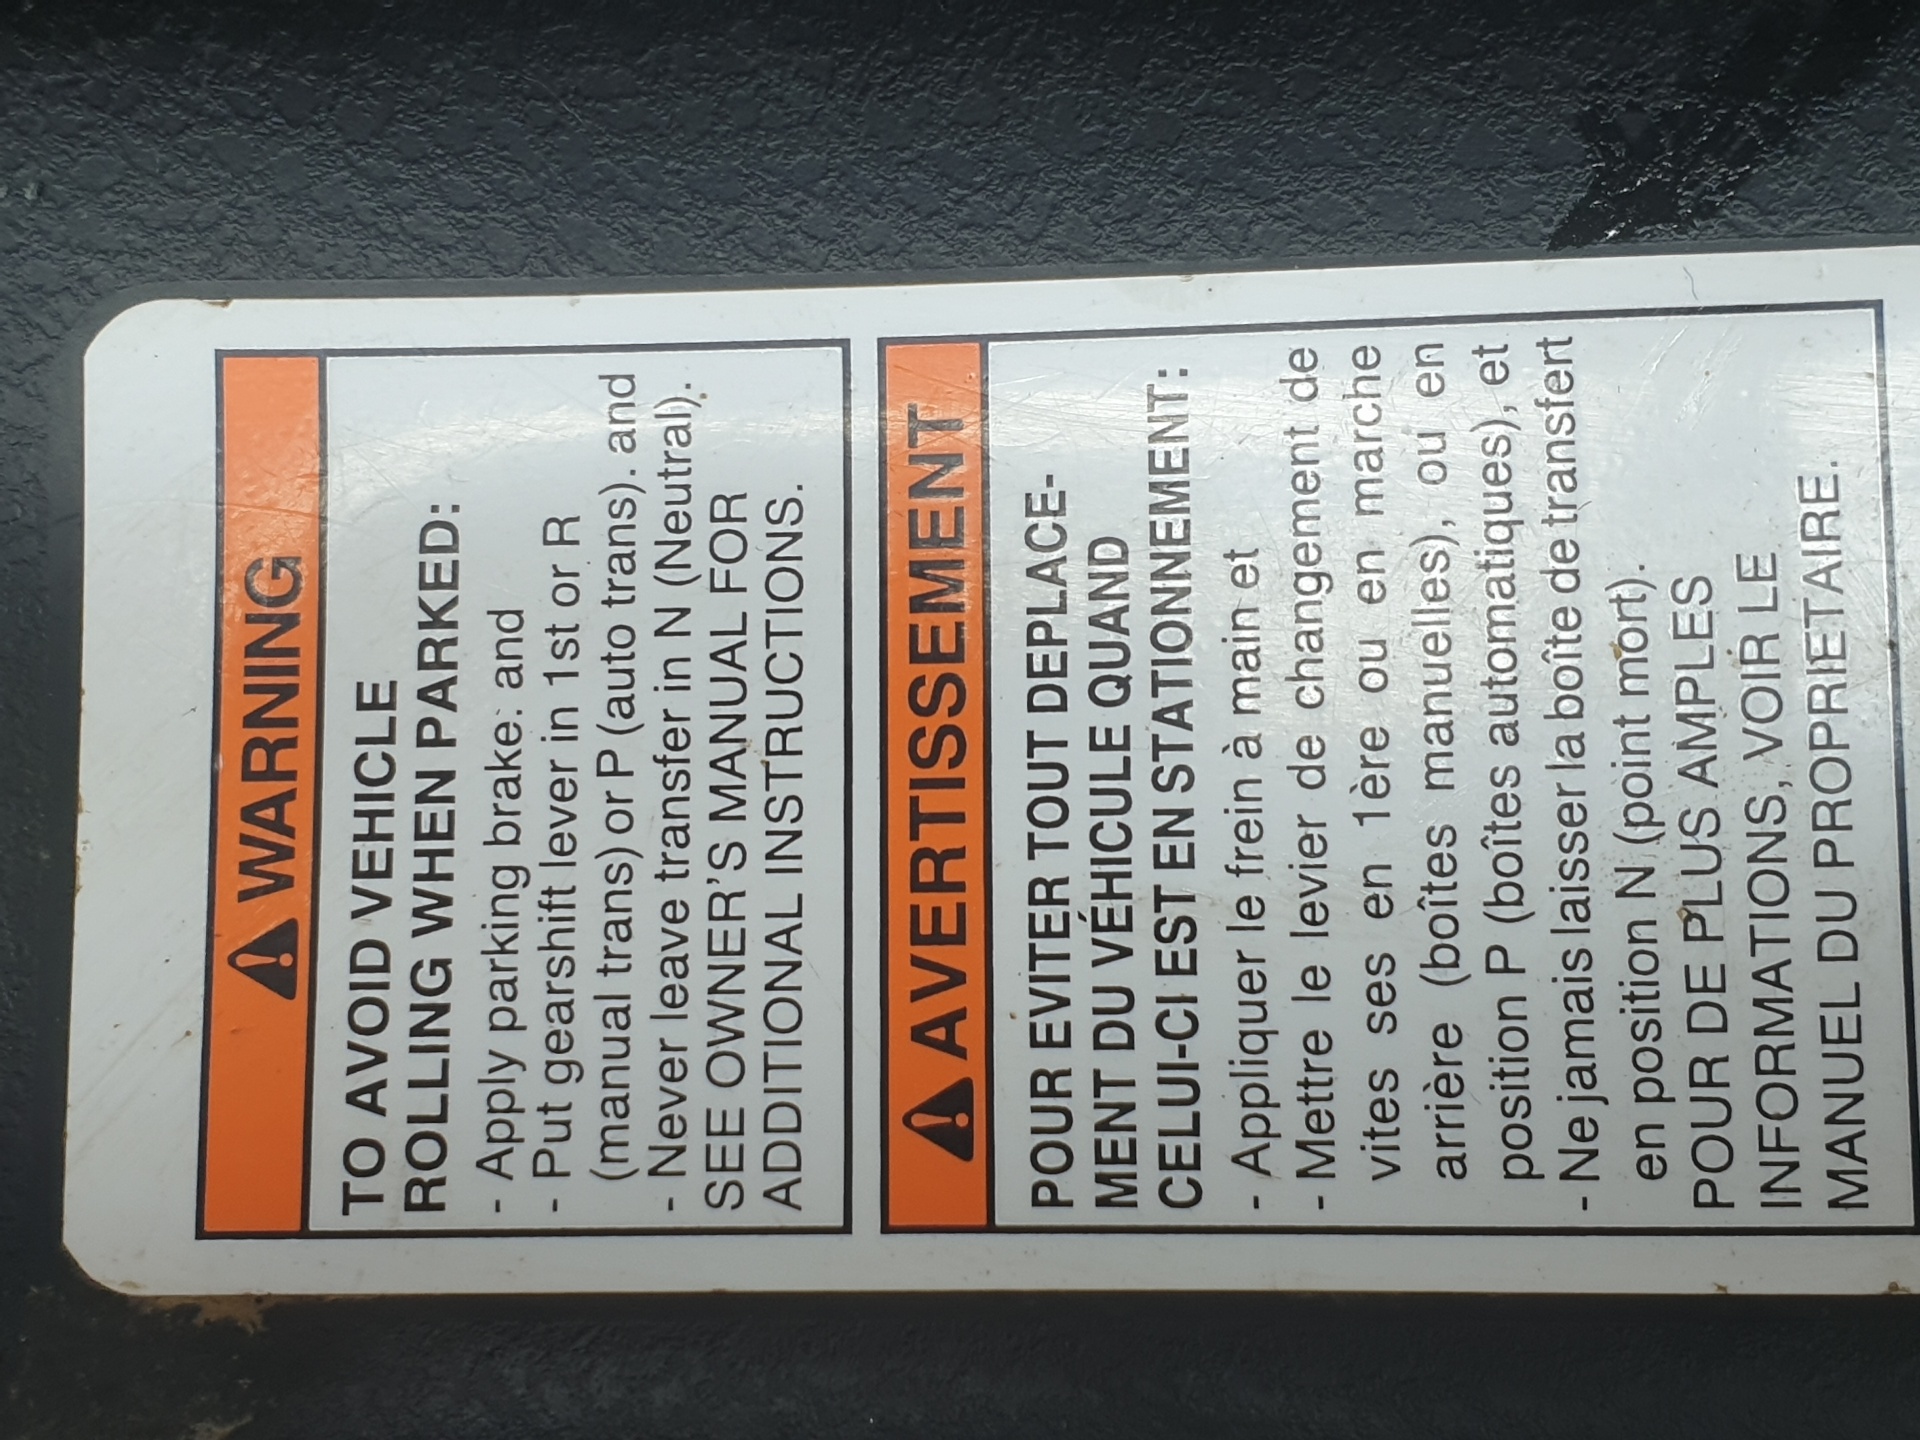 WARNING
TO AVOID VEHICLE
ROLLING WHEN PARKED:
- Apply parking brake: and
- Put gearshift lever in 1st or R
(manual trans) or P (auto trans). and
- Never leave transfer in N (Neutral).
SEE OWNER'S MANUAL FOR
ADDITIONAL INSTRUCTIONS.
AVERTISSEMENT
POUR EVITER TOUT DEPLACE-
MENT DU VÉHICULE QUAND
CELUI-CI EST EN STATIONNEMENT:
- Appliquer le frein à main et
- Mettre le levier de changement de
vites ses en 1ère ou en marche
arrière (boîtes manuelles), ou en
position P (boîtes automatiques), et
- Ne jamais laisser la boîte de transfert
en position N (point mort).
POUR DE PLUS AMPLES
INFORMATIONS, VOIR LE
MANUEL DU PROPRIETAIRE.